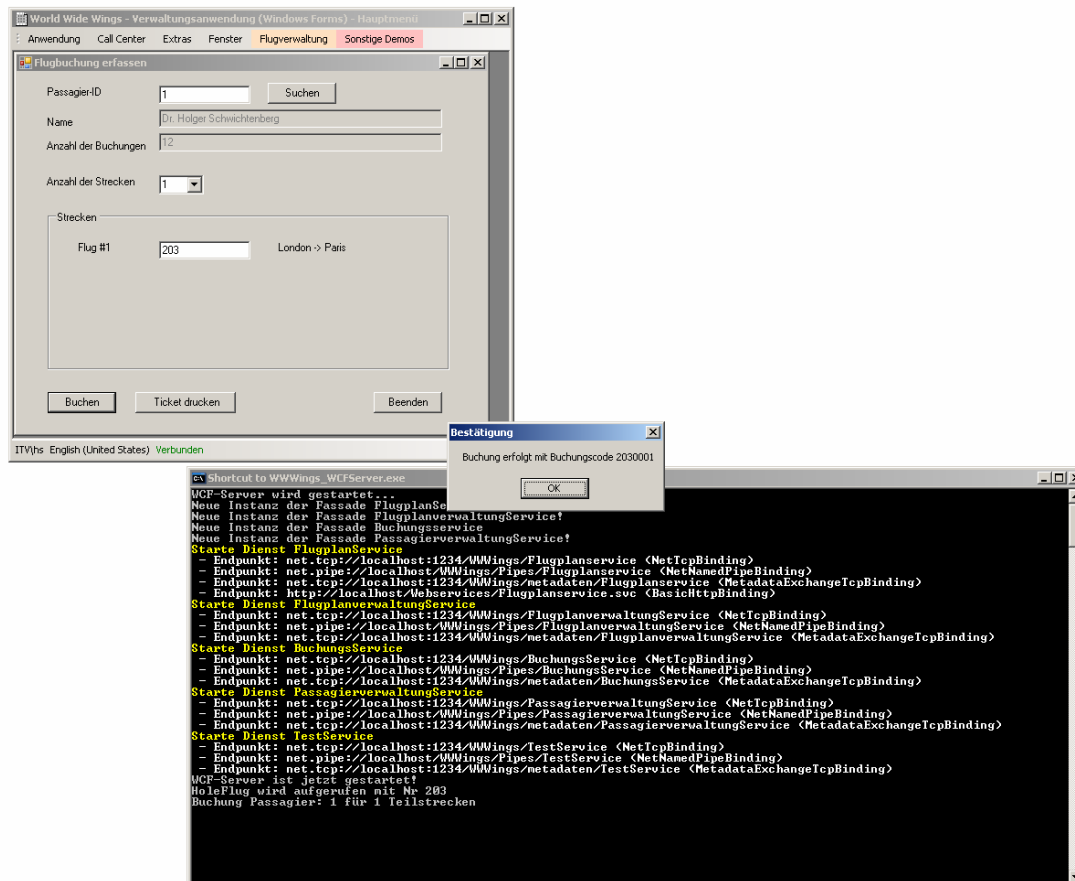 World Wide Wings - Verwaltungsanwendung (Windows Forms) - Hauptmenü
Anwendung Call Center Extras Fenster Flugverwaltung Sonstige Demos
Flugbuchung erfassen
Passagier-ID 1 Suchen
Name Dr. Holger Schwichtenberg
Anzahl der Buchungen 12
Anzahl der Strecken 1
Strecken
Flug #1 203 London -> Paris
Buchen Ticket drucken Beenden
ITV\hs English (United States) Verbunden
Bestätigung
Buchung erfolgt mit Buchungscode 2030001
OK
Shortcut to WWWings_WCFServer.exe
WCF-Server wird gestartet...
Neue Instanz der Fassade FlugplanSe
Neue Instanz der Fassade FlugplanverwaltungService!
Neue Instanz der Fassade Buchungsservice
Neue Instanz der Fassade PassagierverwaltungService!
Starte Dienst FlugplanService
- Endpunkt: net.tcp://localhost:1234/WWWings/Flugplanservice (NetTcpBinding)
- Endpunkt: net.pipe://localhost/WWWings/Pipes/Flugplanservice (NetNamedPipeBinding)
- Endpunkt: net.tcp://localhost:1234/WWWings/metadaten/Flugplanservice (MetadataExchangeTcpBinding)
- Endpunkt: http://localhost/Webservices/Flugplanservice.svc (BasicHttpBinding)
Starte Dienst FlugplanverwaltungService
- Endpunkt: net.tcp://localhost:1234/WWWings/FlugplanverwaltungService (NetTcpBinding)
- Endpunkt: net.pipe://localhost/WWWings/Pipes/FlugplanverwaltungService (NetNamedPipeBinding)
- Endpunkt: net.tcp://localhost:1234/WWWings/metadaten/FlugplanverwaltungService (MetadataExchangeTcpBinding)
Starte Dienst BuchungsService
- Endpunkt: net.tcp://localhost:1234/WWWings/BuchungsService (NetTcpBinding)
- Endpunkt: net.pipe://localhost/WWWings/Pipes/BuchungsService (NetNamedPipeBinding)
- Endpunkt: net.tcp://localhost:1234/WWWings/metadaten/BuchungsService (MetadataExchangeTcpBinding)
Starte Dienst PassagierverwaltungService
- Endpunkt: net.tcp://localhost:1234/WWWings/PassagierverwaltungService (NetTcpBinding)
- Endpunkt: net.pipe://localhost/WWWings/Pipes/PassagierverwaltungService (NetNamedPipeBinding)
- Endpunkt: net.tcp://localhost:1234/WWWings/metadaten/PassagierverwaltungService (MetadataExchangeTcpBinding)
Starte Dienst TestService
- Endpunkt: net.tcp://localhost:1234/WWWings/TestService (NetTcpBinding)
- Endpunkt: net.pipe://localhost/WWWings/Pipes/TestService (NetNamedPipeBinding)
- Endpunkt: net.tcp://localhost:1234/WWWings/metadaten/TestService (MetadataExchangeTcpBinding)
WCF-Server ist jetzt gestartet!
HoleFlug wird aufgerufen mit Nr 203
Buchung Passagier: 1 für 1 Teilstrecken